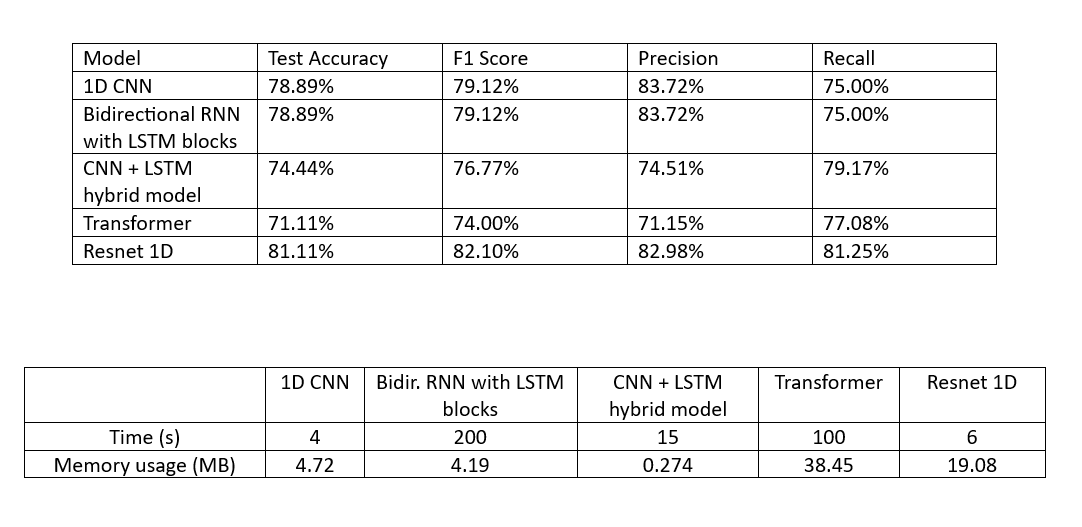 Model Test Accuracy F1 Score Precision Recall
1D CNN 78.89% 79.12% 83.72% 75.00%
Bidirectional RNN 78.89% 79.12% 83.72% 75.00%
with LSTM blocks
CNN + LSTM 74.44% 76.77% 74.51% 79.17%
hybrid model
Transformer 71.11% 74.00% 71.15% 77.08%
Resnet 1D 81.11% 82.10% 82.98% 81.25%
1D CNN Bidir. RNN with LSTM CNN + LSTM Transformer Resnet 1D
blocks hybrid model
Time (s) 4 200 15 100 6
Memory usage (MB) 4.72 4.19 0.274 38.45 19.08